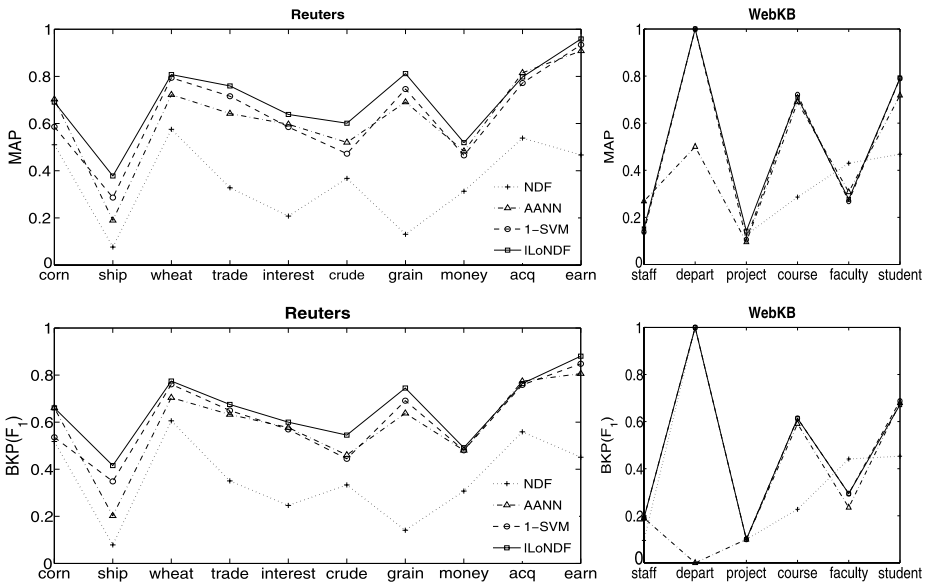 Reuters
MAP
1
0.8
0.6
0.4
0.2
0
corn ship wheat trade interest crude grain money acq earn
NDF
AANN
1-SVM
ILoNDF
WebKB
MAP
1
0.8
0.6
0.4
0.2
0
staff depart project course faculty student
Reuters
BKP(F1)
1
0.8
0.6
0.4
0.2
0
corn ship wheat trade interest crude grain money acq earn
NDF
AANN
1-SVM
ILoNDF
WebKB
BKP(F1)
1
0.8
0.6
0.4
0.2
0
staff depart project course faculty student